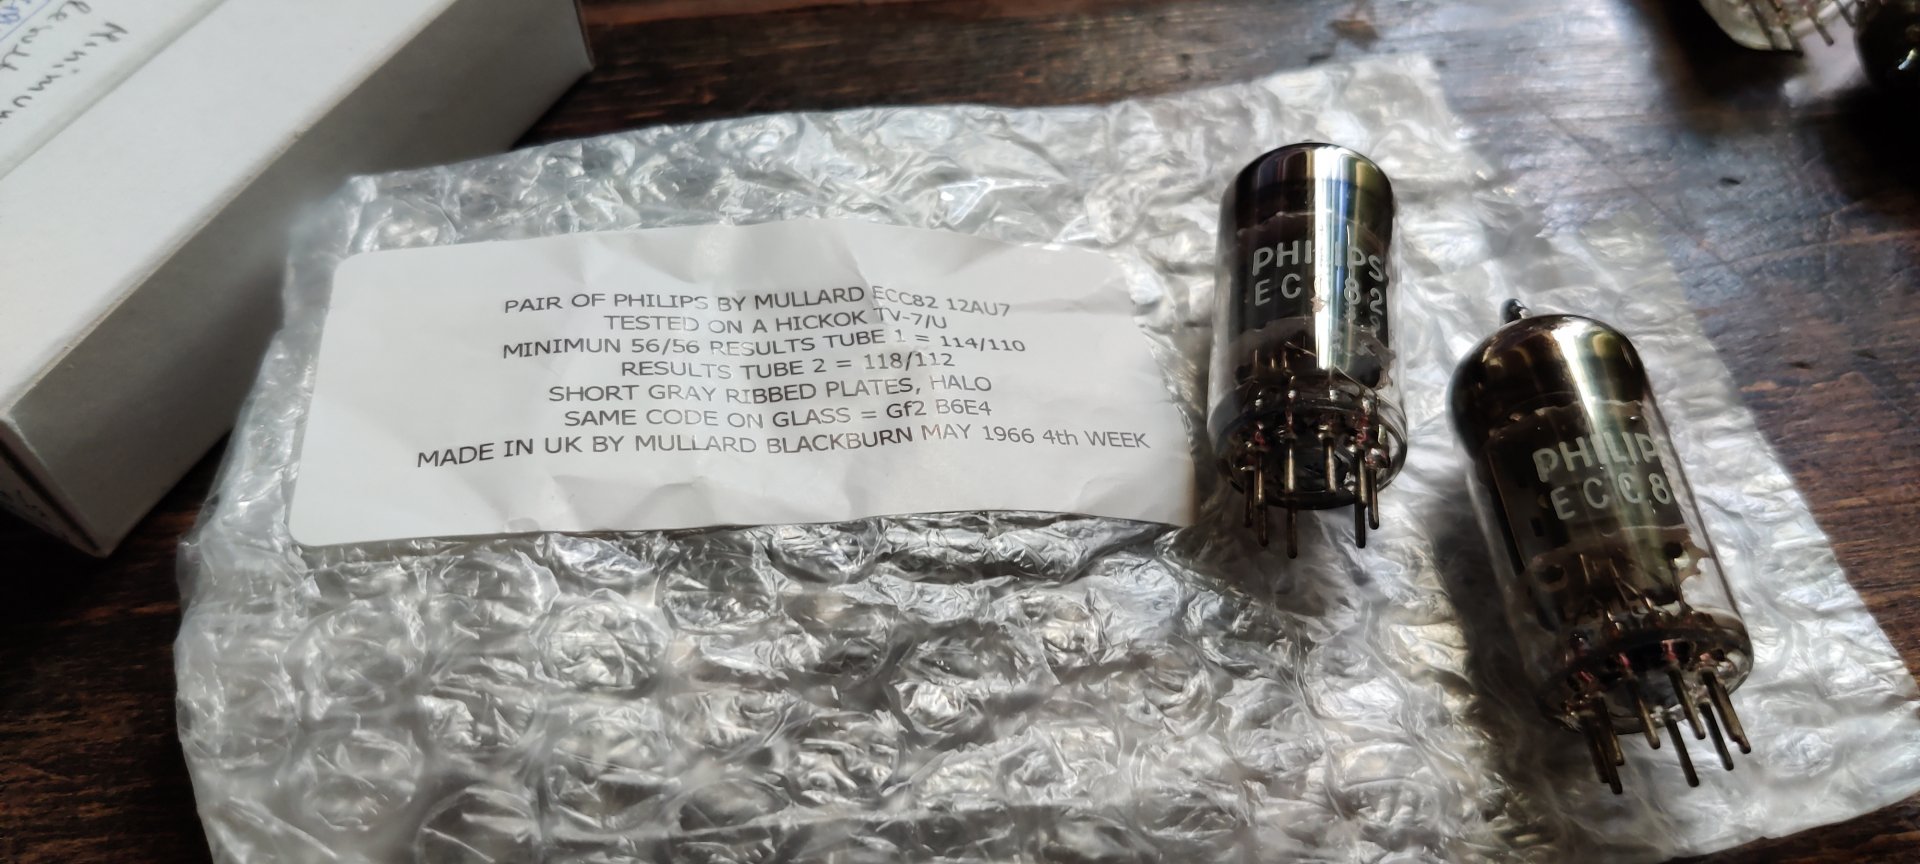 Minimum
PAIR OF PHILIPS BY MULLARD ECC82 12AU7
TESTED ON A HICKOK TV-7/U
MINIMUN 56/56 RESULTS TUBE 1 = 114/110
RESULTS TUBE 2 = 118/112
SHORT GRAY RIBBED PLATES, HALO
SAME CODE ON GLASS = Gf2 B6E4
MADE IN UK BY MULLARD BLACKBURN MAY 1966 4th WEEK
PHILIPS
ECC82
PHILIP
ECC8